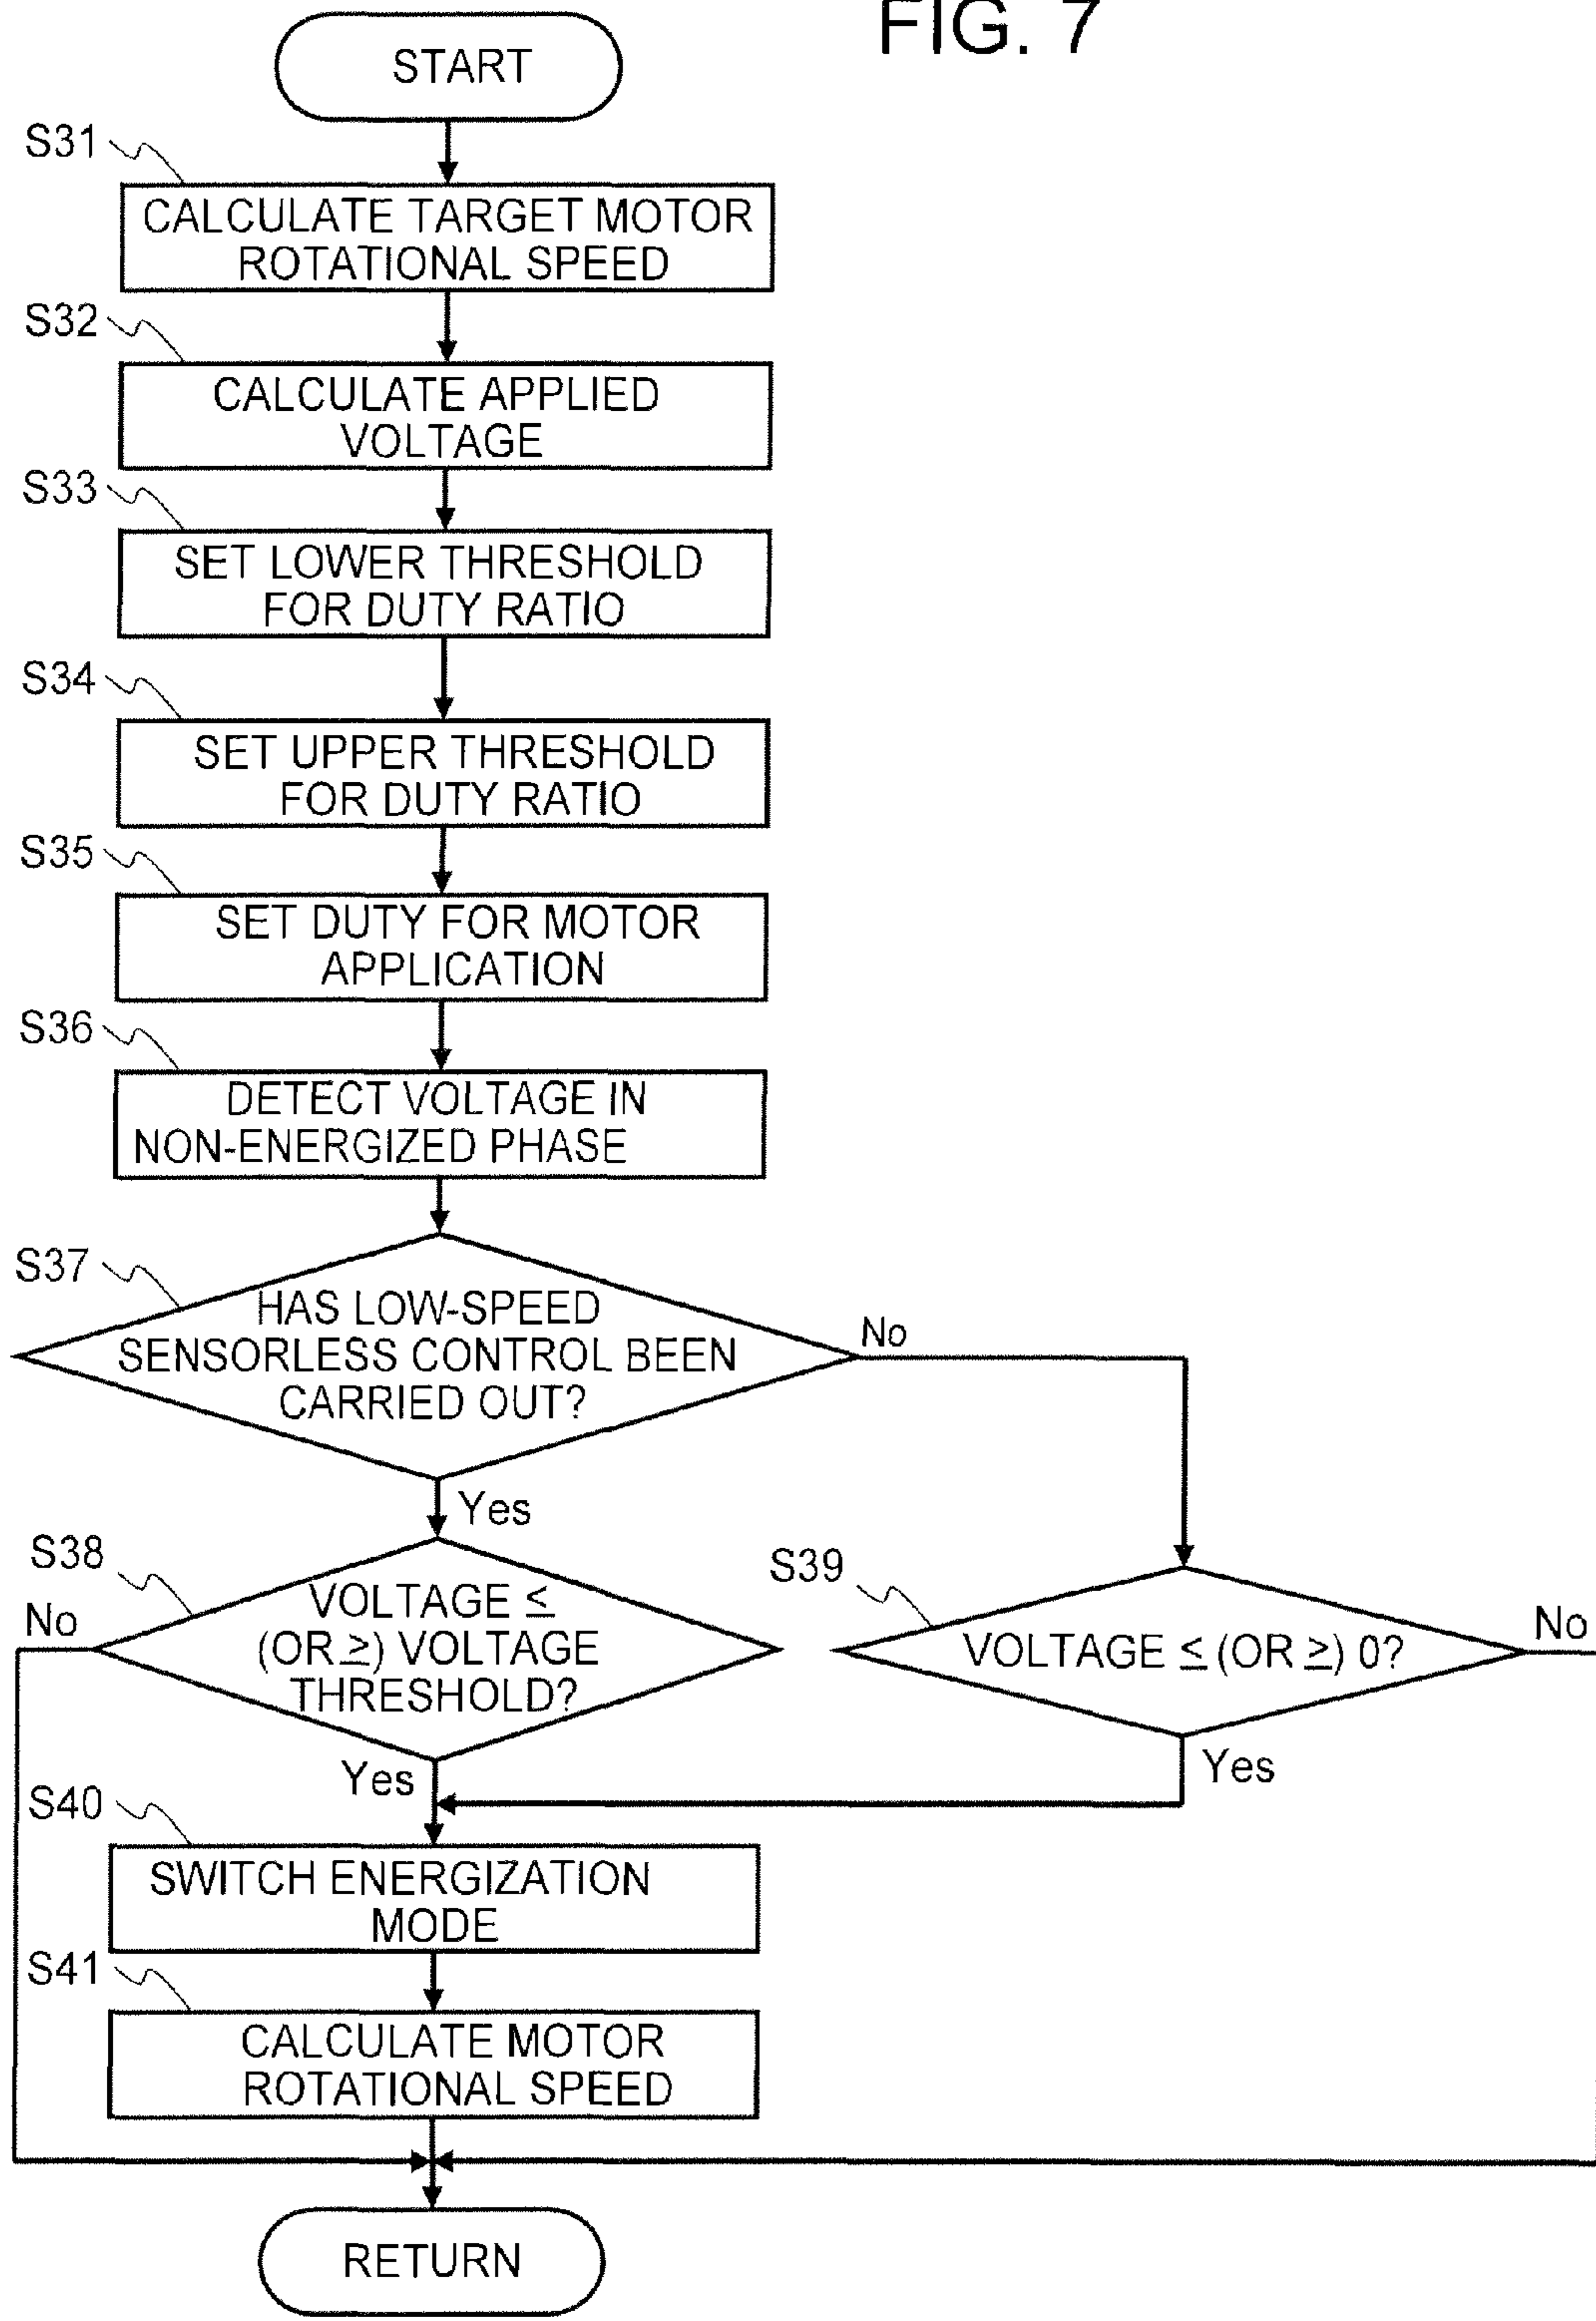 FIG. 7
START
S31
CALCULATE TARGET MOTOR
ROTATIONAL SPEED
S32
CALCULATE APPLIED
VOLTAGE
S33
SET LOWER THRESHOLD
FOR DUTY RATIO
S34
SET UPPER THRESHOLD
FOR DUTY RATIO
S35
SET DUTY FOR MOTOR
APPLICATION
S36
DETECT VOLTAGE IN
NON-ENERGIZED PHASE
S37
HAS LOW-SPEED
SENSORLESS CONTROL BEEN
CARRIED OUT?
No
Yes
S38
VOLTAGE ≤
(OR ≥) VOLTAGE
THRESHOLD?
No
Yes
S39
VOLTAGE ≤ (OR ≥) 0?
No
Yes
S40
SWITCH ENERGIZATION
MODE
S41
CALCULATE MOTOR
ROTATIONAL SPEED
RETURN